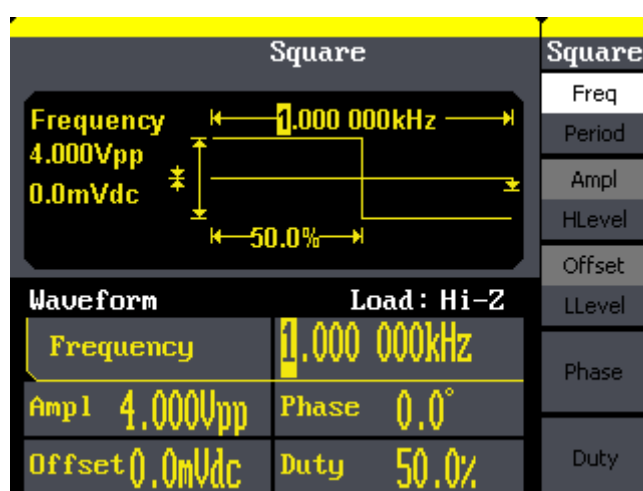 Square
Frequency 1.000 000kHz
4.000Vpp
0.0mVdc
50.0%
Waveform Load: Hi-Z
Frequency 1.000 000kHz
Ampl 4.000Vpp Phase 0.0°
Offset 0.0mVdc Duty 50.0%
Square
Freq
Period
Ampl
HLevel
Offset
LLevel
Phase
Duty